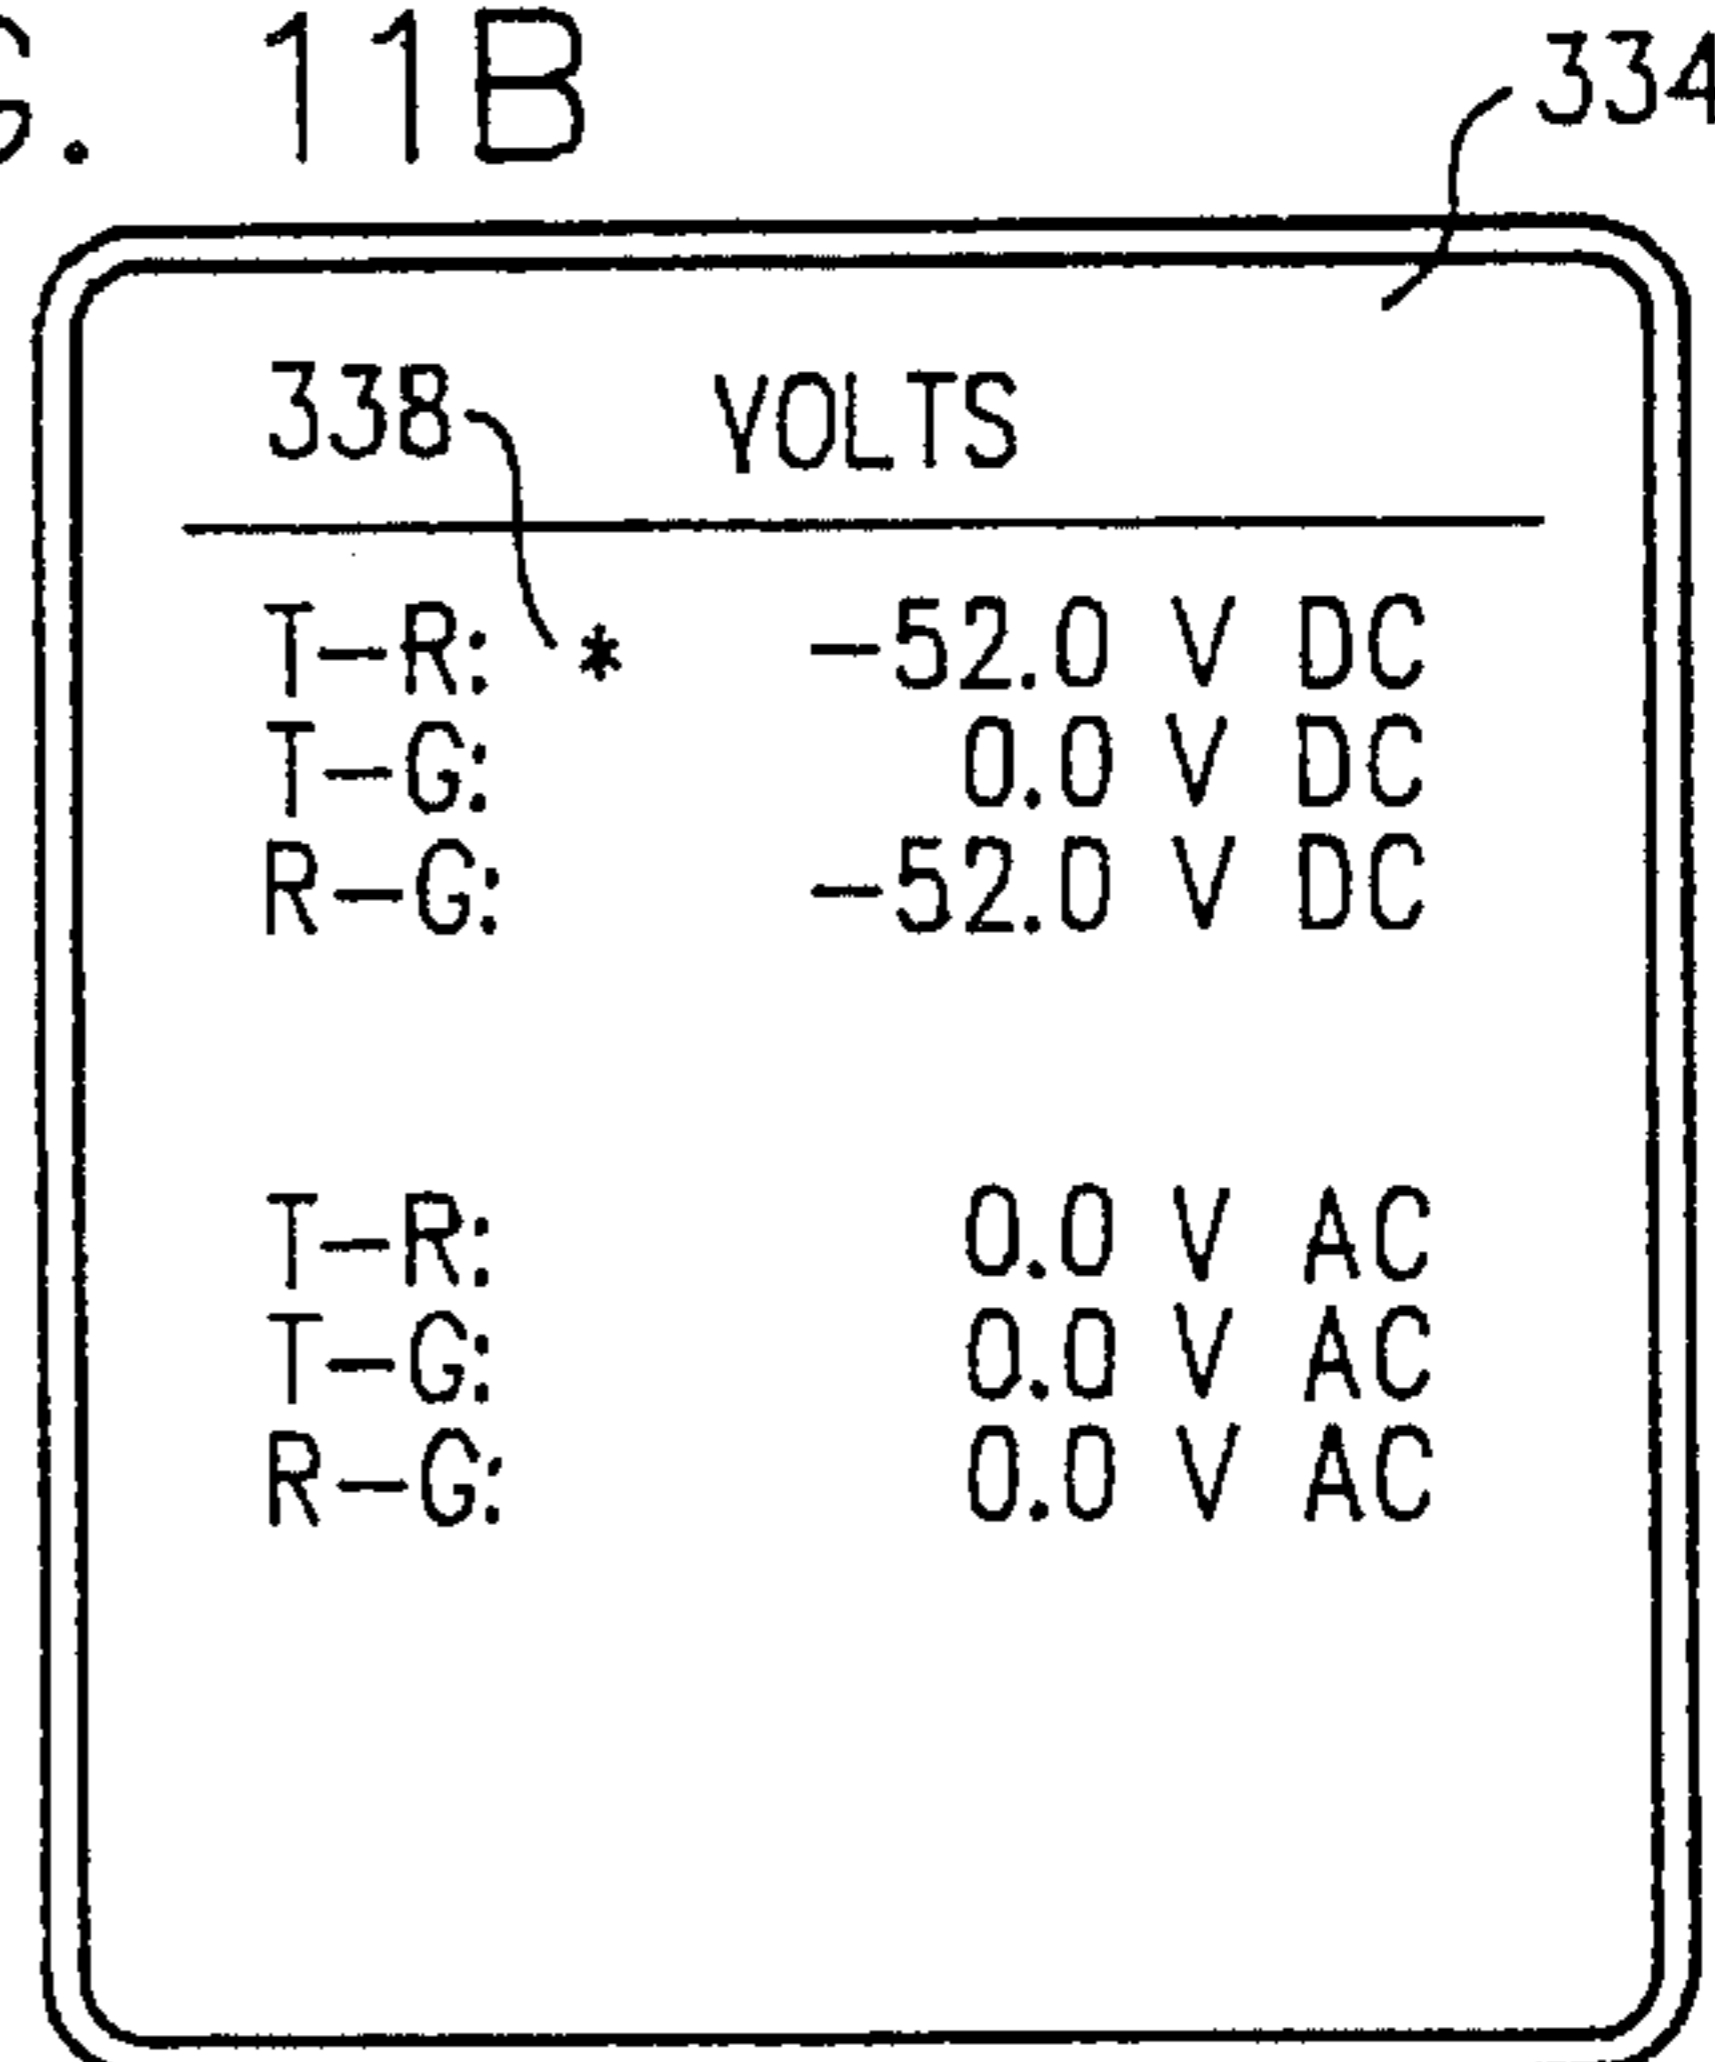 G. 11B
334
338 VOLTS
T-R: * -52.0 V DC
T-G: 0.0 V DC
R-G: -52.0 V DC
T-R: 0.0 V AC
T-G: 0.0 V AC
R-G: 0.0 V AC